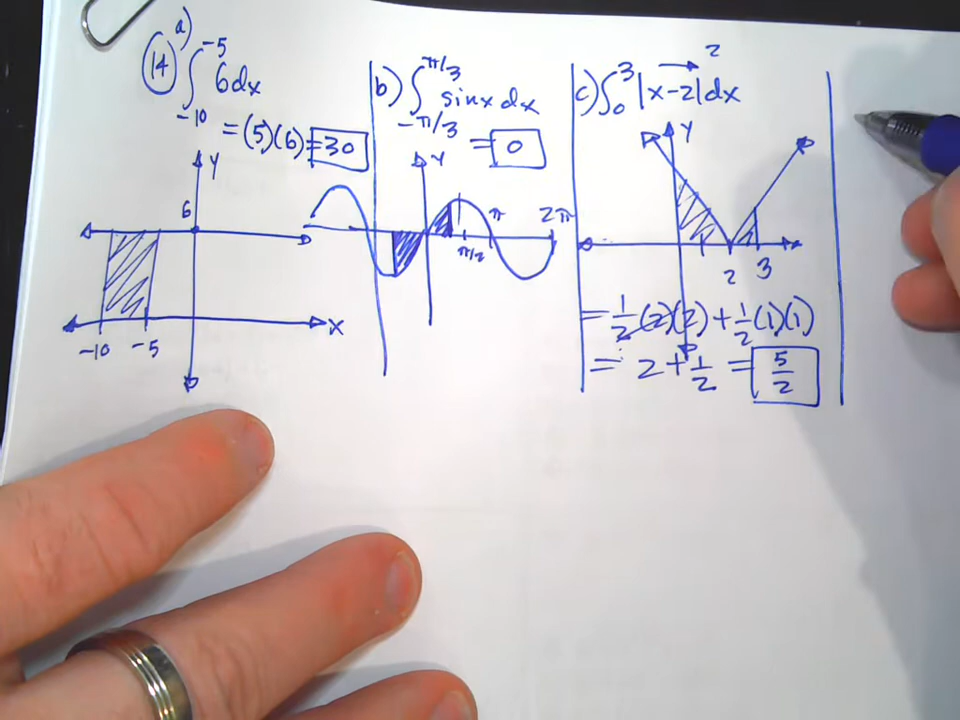 14 a) ∫_{-10}^{-5} 6dx
= (5)(6) = 30
Y
6
-10 -5 X
b) ∫_{-π/3}^{π/3} sinx dx
= 0
Y
π 2π
π/2
c) ∫_0^3 |x-2|dx
2
Y
2 3
= 1/2(2)(2) + 1/2(1)(1)
= 2 + 1/2 = 5/2